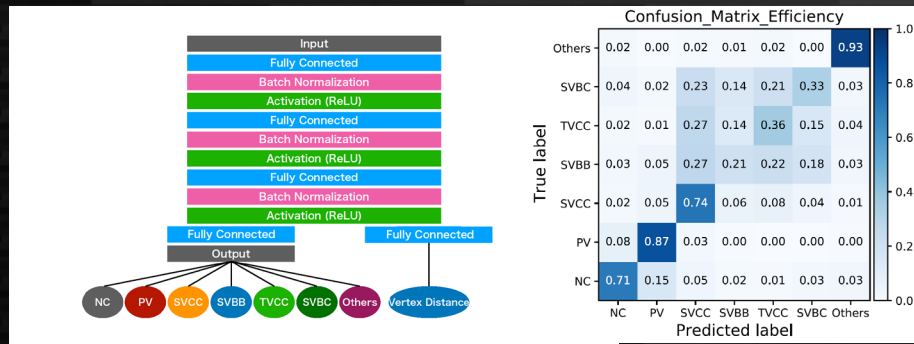 Input
Fully Connected
Batch Normalization
Activation (ReLU)
Fully Connected
Batch Normalization
Activation (ReLU)
Fully Connected
Batch Normalization
Activation (ReLU)
Fully Connected Fully Connected
Output
NC PV SVCC SVBB TVCC SVBC Others Vertex Distance
Confusion_Matrix_Efficiency
True label
Others 0.02 0.00 0.02 0.01 0.02 0.00 0.93
SVBC 0.04 0.02 0.23 0.14 0.21 0.33 0.03
TVCC 0.02 0.01 0.27 0.14 0.36 0.15 0.04
SVBB 0.03 0.05 0.27 0.21 0.22 0.18 0.03
SVCC 0.02 0.05 0.74 0.06 0.08 0.04 0.01
PV 0.08 0.87 0.03 0.00 0.00 0.00 0.00
NC 0.71 0.15 0.05 0.02 0.01 0.03 0.03
NC PV SVCC SVBB TVCC SVBC Others
Predicted label
1.0
0.8
0.6
0.4
0.2
0.0